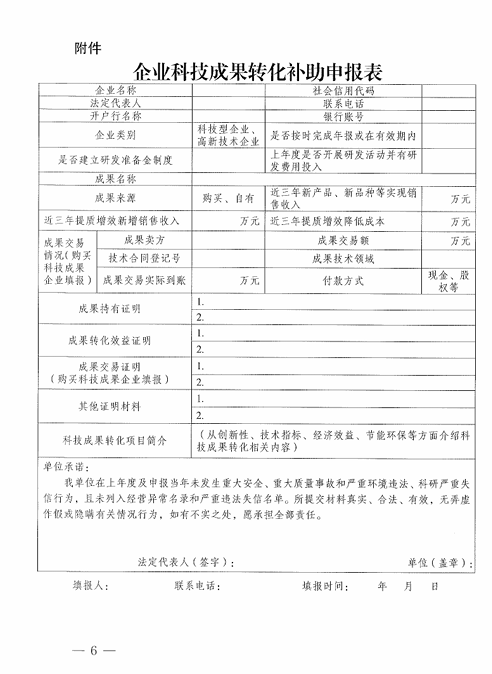 附件
企业科技成果转化补助申报表
企业名称 社会信用代码
法定代表人 联系电话
开户行名称 银行账号
企业类别 科技型企业、
高新技术企业 是否按时完成年报或在有效期内
是否建立研发准备金制度 上年度是否开展研发活动并有研
发费用投入
成果名称
成果来源 购买、自有 近三年新产品、新品种等实现销
售收入 万元
近三年提质增效新增销售收入 万元 近三年提质增效降低成本 万元
成果交易
情况(购买
科技成果
企业填报) 成果卖方 成果交易额 万元
技术合同登记号 成果技术领域
成果交易实际到账 万元 付款方式 现金、股
权等
成果持有证明 1.
2.
成果转化效益证明 1.
2.
成果交易证明
(购买科技成果企业填报) 1.
2.
其他证明材料 1.
2.
科技成果转化项目简介 (从创新性、技术指标、经济效益、节能环保等方面介绍科
技成果转化相关内容)
单位承诺:
我单位在上年度及申报当年未发生重大安全、重大质量事故和严重环境违法、科研严重失
信行为,且未列入经营异常名录和严重违法失信名单。所提交材料真实、合法、有效,无弄虚
作假或隐瞒有关情况行为,如有不实之处,愿承担全部责任。
法定代表人(签字): 单位(盖章):
填报人: 联系电话: 填报时间: 年 月 日
— 6 —